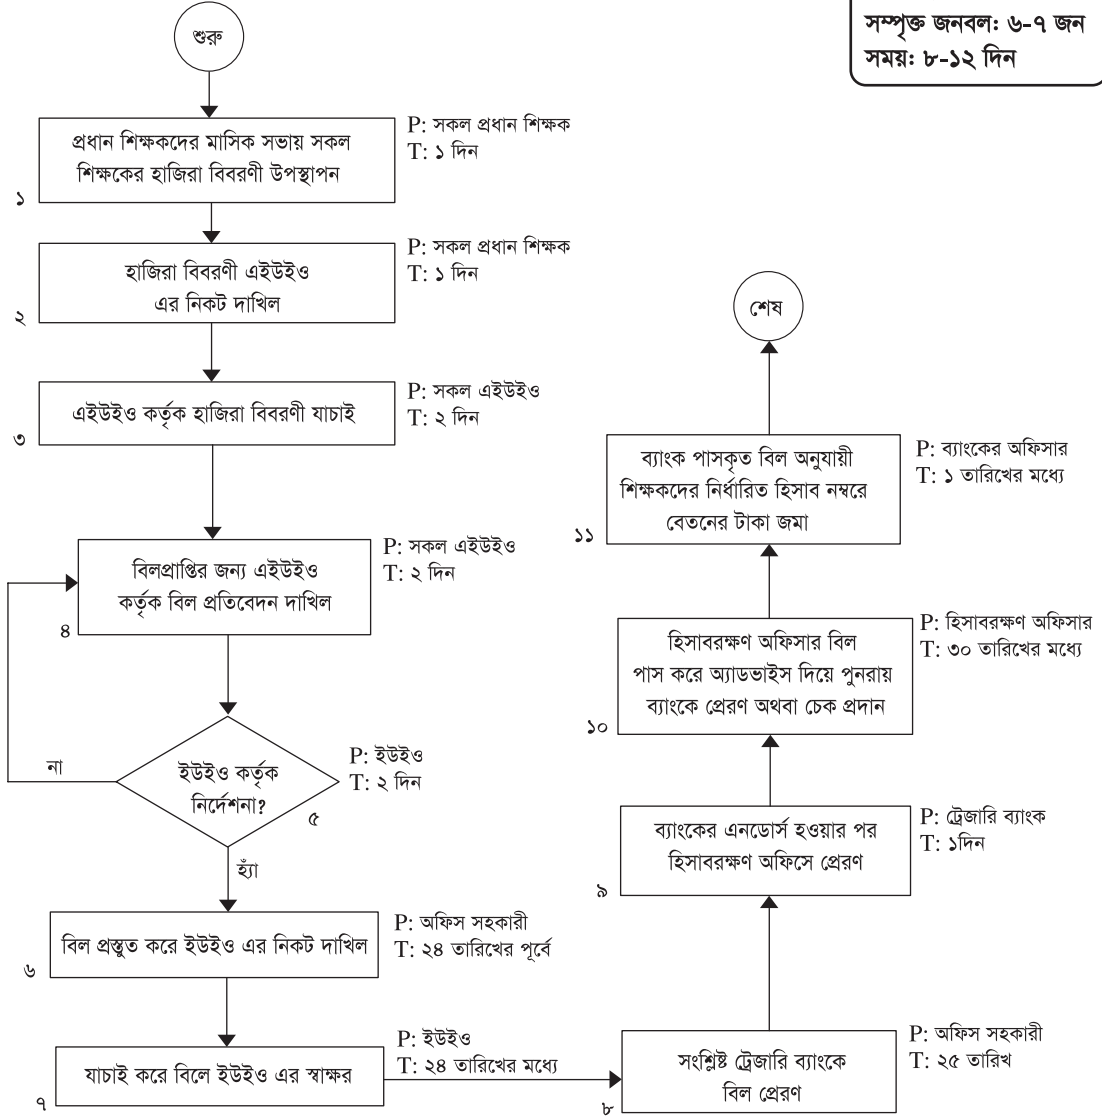 সম্পৃক্ত জনবল: ৬-৭ জন
সময়: ৮-১২ দিন
শুরু
প্রধান শিক্ষকদের মাসিক সভায় সকল
শিক্ষকের হাজিরা বিবরণী উপস্থাপন
১
P: সকল প্রধান শিক্ষক
T: ১ দিন
হাজিরা বিবরণী এইউইও
এর নিকট দাখিল
২
P: সকল প্রধান শিক্ষক
T: ১ দিন
এইউইও কর্তৃক হাজিরা বিবরণী যাচাই
৩
P: সকল এইউইও
T: ২ দিন
বিলপ্রাপ্তির জন্য এইউইও
কর্তৃক বিল প্রতিবেদন দাখিল
৪
P: সকল এইউইও
T: ২ দিন
ইউইও কর্তৃক
নির্দেশনা?
৫
P: ইউইও
T: ২ দিন
না
হ্যাঁ
বিল প্রস্তুত করে ইউইও এর নিকট দাখিল
৬
P: অফিস সহকারী
T: ২৪ তারিখের পূর্বে
যাচাই করে বিলে ইউইও এর স্বাক্ষর
৭
P: ইউইও
T: ২৪ তারিখের মধ্যে
সংশ্লিষ্ট ট্রেজারি ব্যাংকে
বিল প্রেরণ
৮
P: অফিস সহকারী
T: ২৫ তারিখ
ব্যাংকের এনডোর্স হওয়ার পর
হিসাবরক্ষণ অফিসে প্রেরণ
৯
P: ট্রেজারি ব্যাংক
T: ১দিন
হিসাবরক্ষণ অফিসার বিল
পাস করে অ্যাডভাইস দিয়ে পুনরায়
ব্যাংকে প্রেরণ অথবা চেক প্রদান
১০
P: হিসাবরক্ষণ অফিসার
T: ৩০ তারিখের মধ্যে
ব্যাংক পাসকৃত বিল অনুযায়ী
শিক্ষকদের নির্ধারিত হিসাব নম্বরে
বেতনের টাকা জমা
১১
P: ব্যাংকের অফিসার
T: ১ তারিখের মধ্যে
শেষ